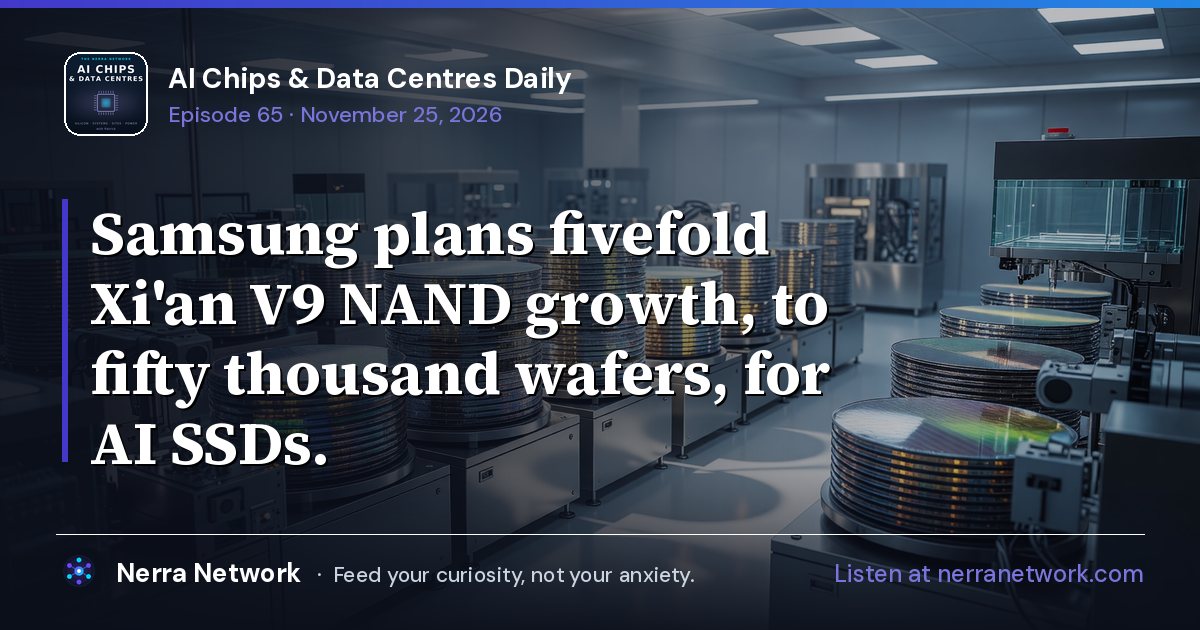 THE NERRA NETWORK
AI CHIPS
& DATA CENTRES
AI Chips & Data Centres Daily
Episode 65 · November 25, 2026
Samsung plans fivefold
Xi'an V9 NAND growth, to
fifty thousand wafers, for
AI SSDs.
Nerra Network · Feed your curiosity, not your anxiety.
Listen at nerranetwork.com